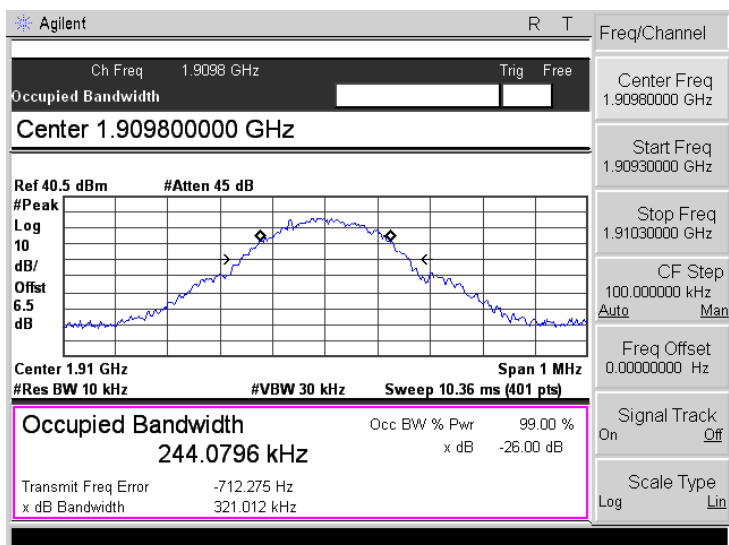 Agilent R T
Ch Freq 1.9098 GHz Trig Free
Occupied Bandwidth
Center 1.909800000 GHz
Ref 40.5 dBm #Atten 45 dB
#Peak
Log
10
dB/
Offst
6.5
dB
Center 1.91 GHz Span 1 MHz
#Res BW 10 kHz #VBW 30 kHz Sweep 10.36 ms (401 pts)
Occupied Bandwidth Occ BW % Pwr 99.00 %
244.0796 kHz x dB -26.00 dB
Transmit Freq Error -712.275 Hz
x dB Bandwidth 321.012 kHz
Freq/Channel
Center Freq
1.90980000 GHz
Start Freq
1.90930000 GHz
Stop Freq
1.91030000 GHz
CF Step
100.000000 kHz
Auto Man
Freq Offset
0.00000000 Hz
Signal Track
On Off
Scale Type
Log Lin